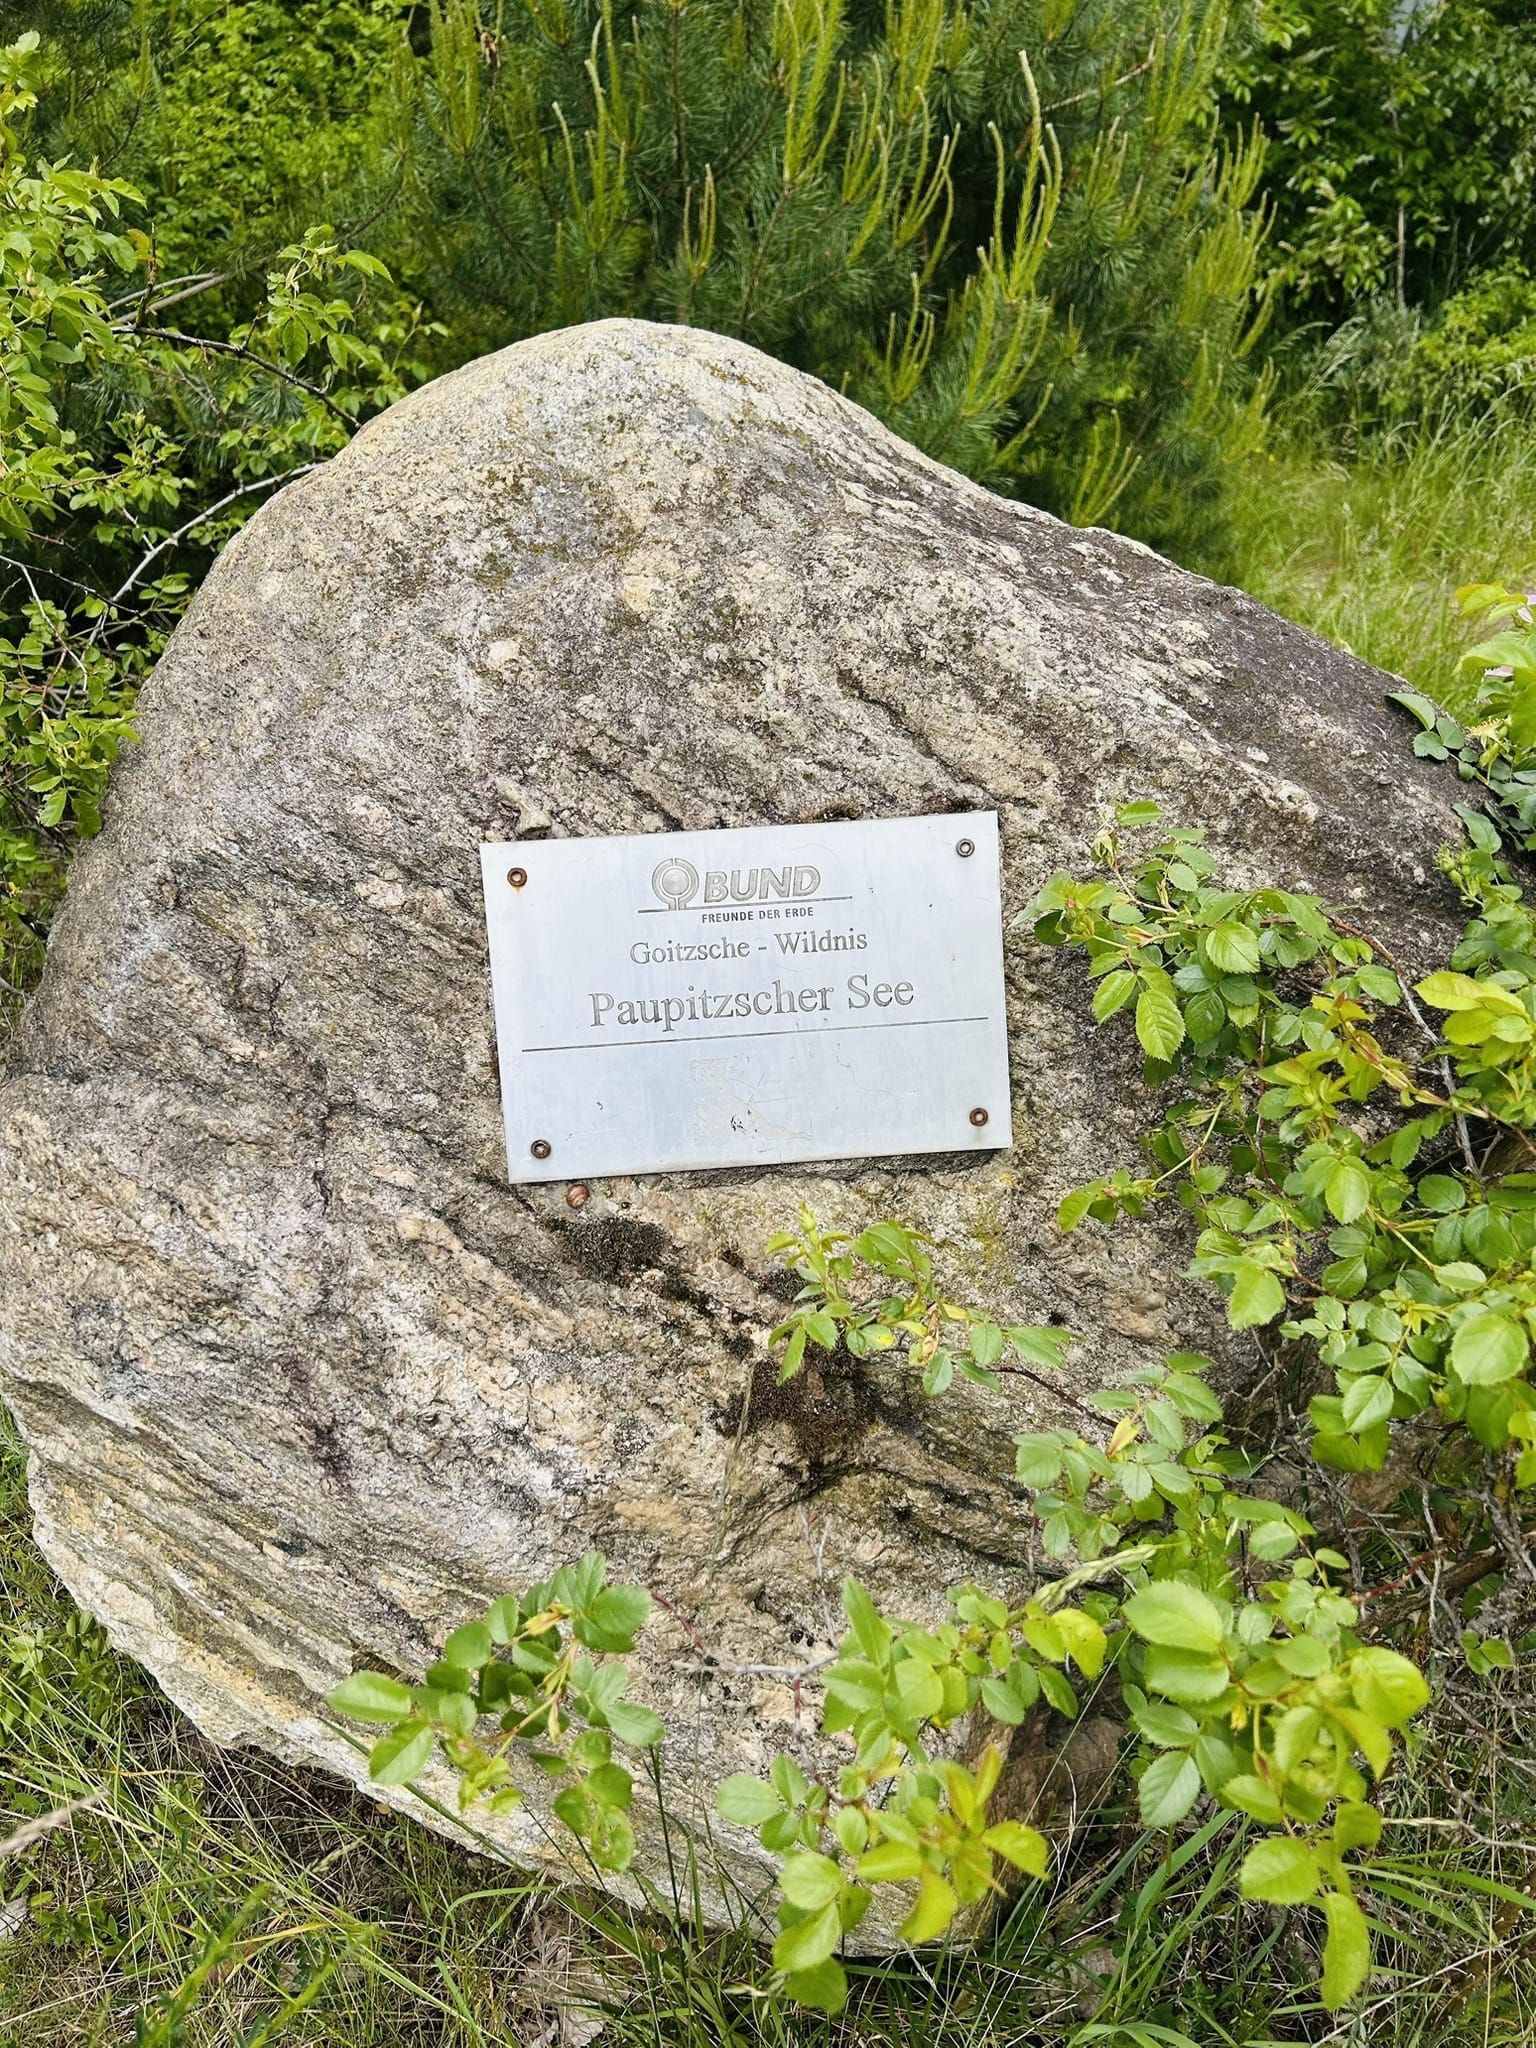 BUND
FREUNDE DER ERDE
Goitzsche - Wildnis
Paupitzscher See